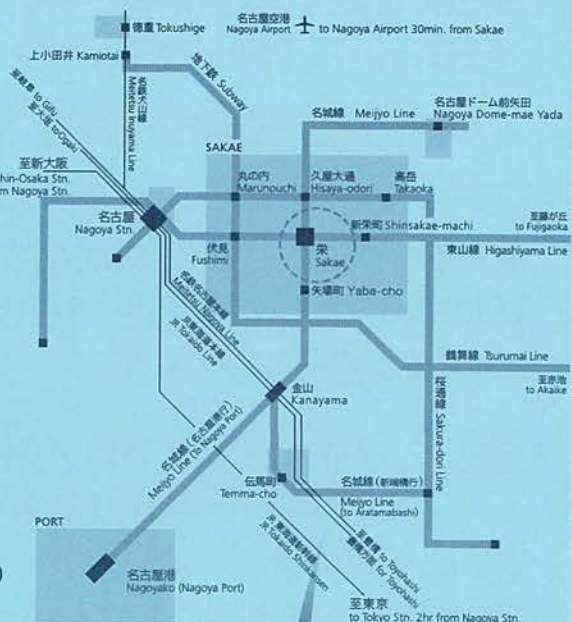 名古屋空港
Nagoya Airport to Nagoya Airport 30min. from Sakae
徳重 Tokushige
上小田井 Kamiotai
名鉄犬山線
Meitetsu Inuyama Line
地下鉄 Subway
至岐阜 to Gifu
至大垣 to Ogaki
名城線 Meijyo Line
名古屋ドーム前矢田
Nagoya Dome-mae Yada
SAKAE
至新大阪
hin-Osaka Stn.
om Nagoya Stn.
丸の内
Marunouchi
久屋大通
Hisaya-odori
高岳
Takaoka
名古屋
Nagoya Stn.
伏見
Fushimi
栄
Sakae
新栄町 Shinsakae-machi
至藤が丘
to Fujigaoka
東山線 Higashiyama Line
矢場町 Yaba-cho
名鉄名古屋本線
Meitetsu Nagoya Line
JR東海道本線
JR Tokaido Line
鶴舞線 Tsurumai Line
至赤池
to Akaike
桜通線 Sakura-dori Line
金山
Kanayama
名城線(名古屋港行)
Meijyo Line (to Nagoya Port)
伝馬町
Temma-cho
名城線(新瑞橋行)
Meijyo Line
(to Aratamabashi)
JR東海道新幹線
JR Tokaido Shinkansen
至豊橋 to Toyohashi
豊橋方面 for Toyohashi
PORT
名古屋港
Nagoyako (Nagoya Port)
至東京
to Tokyo Stn. 2hr from Nagoya Stn.